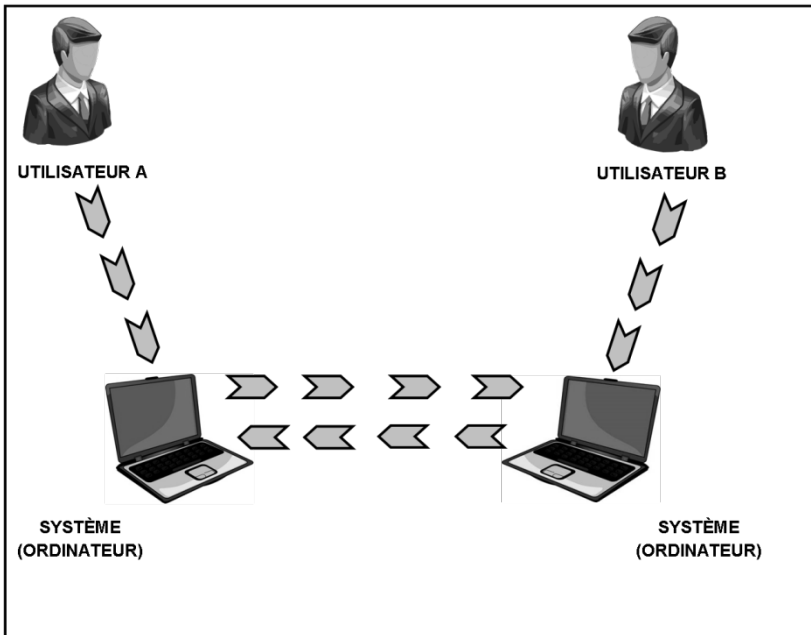 UTILISATEUR A
UTILISATEUR B
SYSTÈME
(ORDINATEUR)
SYSTÈME
(ORDINATEUR)